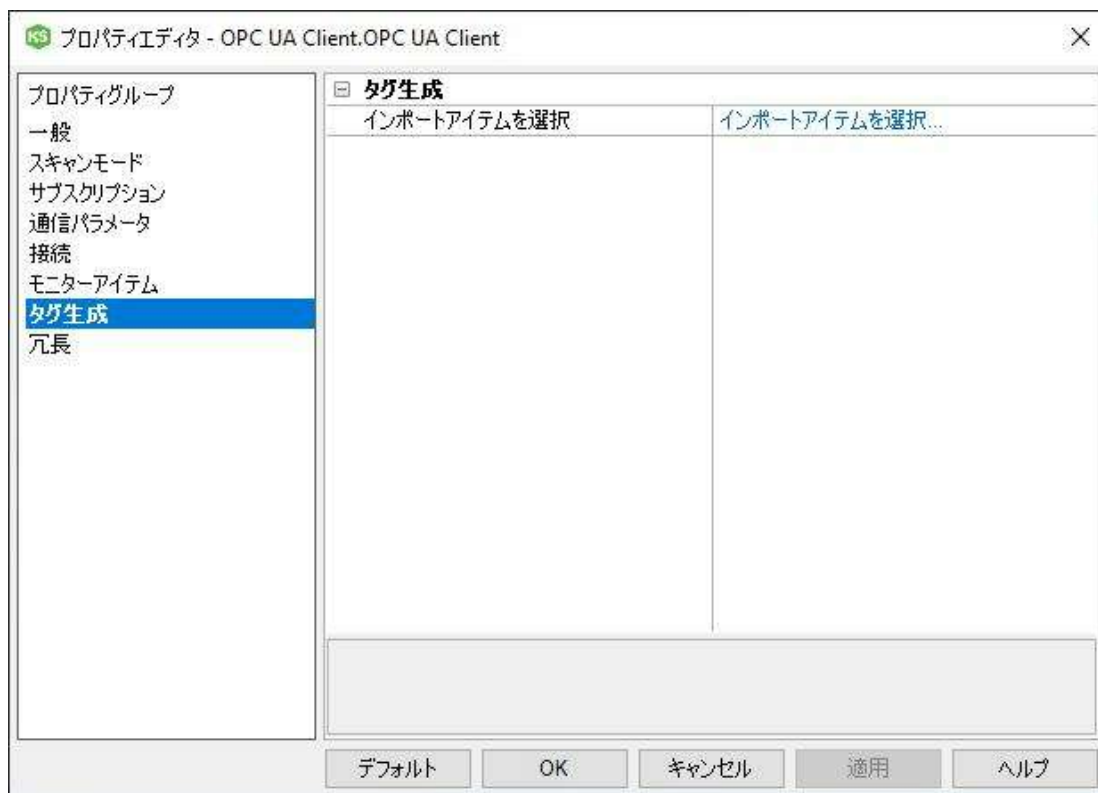 KS プロパティエディタ - OPC UA Client.OPC UA Client
プロパティグループ
一般
スキャンモード
サブスクリプション
通信パラメータ
接続
モニターアイテム
タグ生成
冗長
タグ生成
インポートアイテムを選択 インポートアイテムを選択...
デフォルト OK キャンセル 適用 ヘルプ